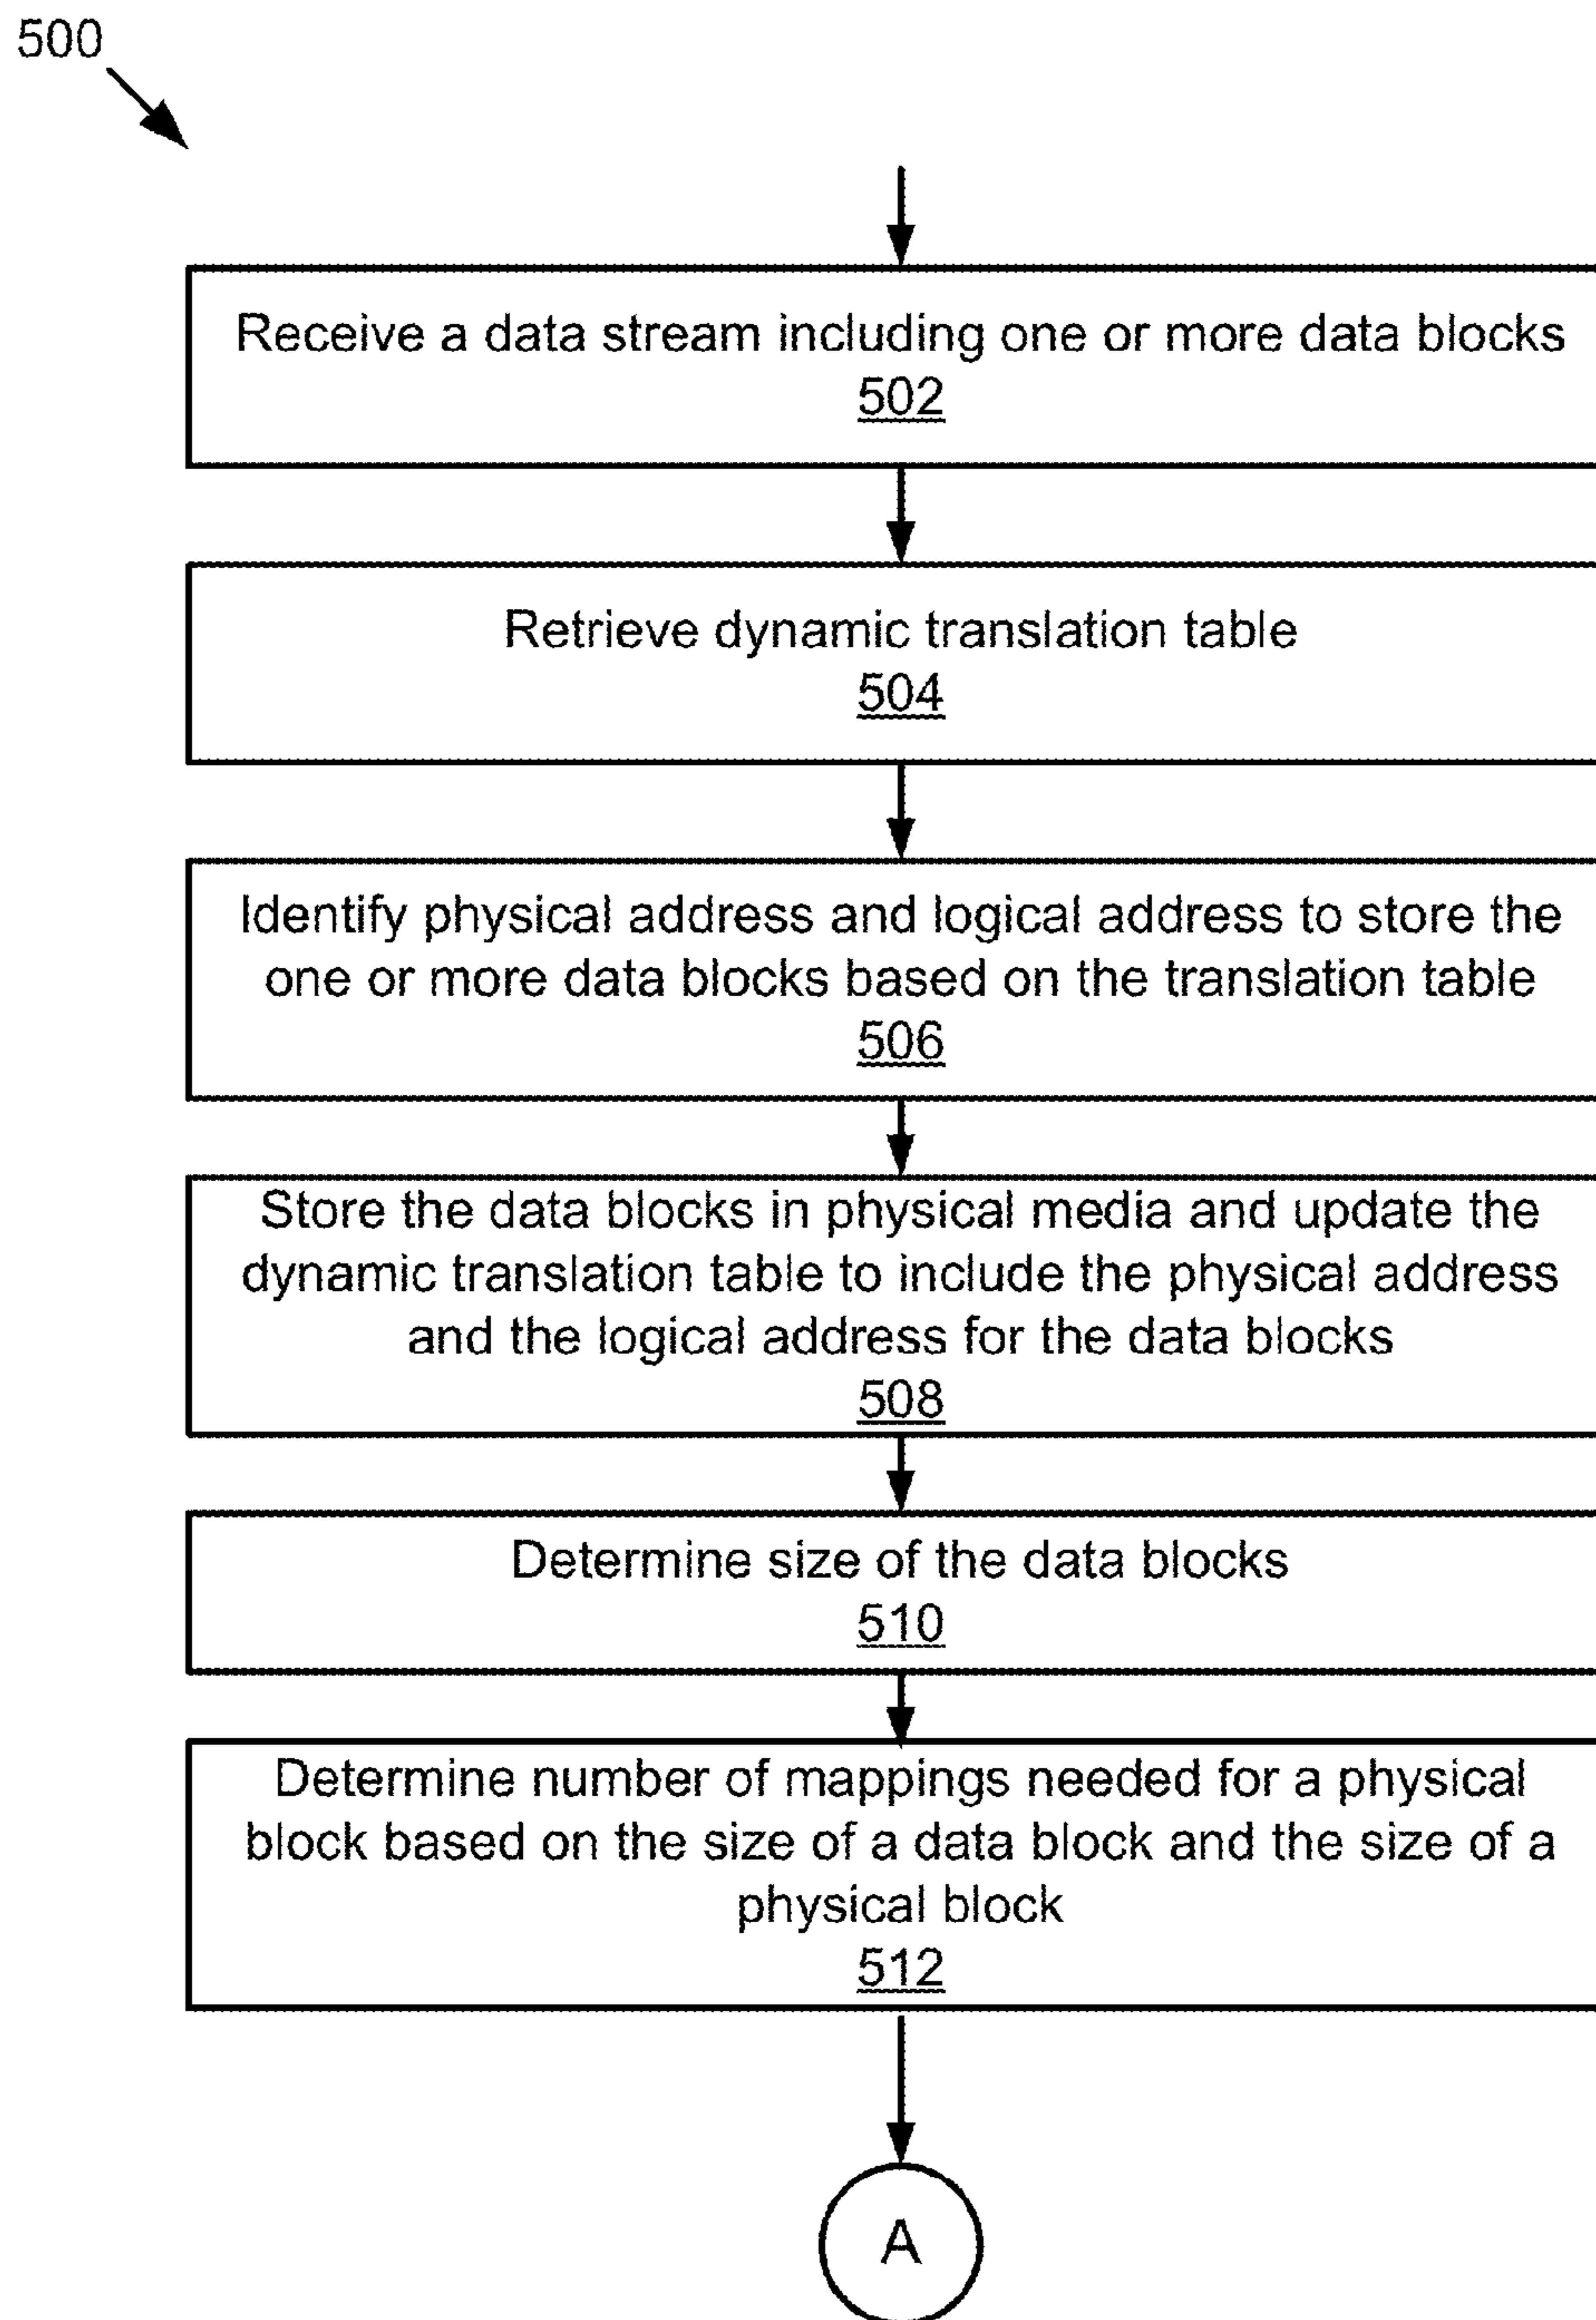 500
Receive a data stream including one or more data blocks
502
Retrieve dynamic translation table
504
Identify physical address and logical address to store the
one or more data blocks based on the translation table
506
Store the data blocks in physical media and update the
dynamic translation table to include the physical address
and the logical address for the data blocks
508
Determine size of the data blocks
510
Determine number of mappings needed for a physical
block based on the size of a data block and the size of a
physical block
512
A